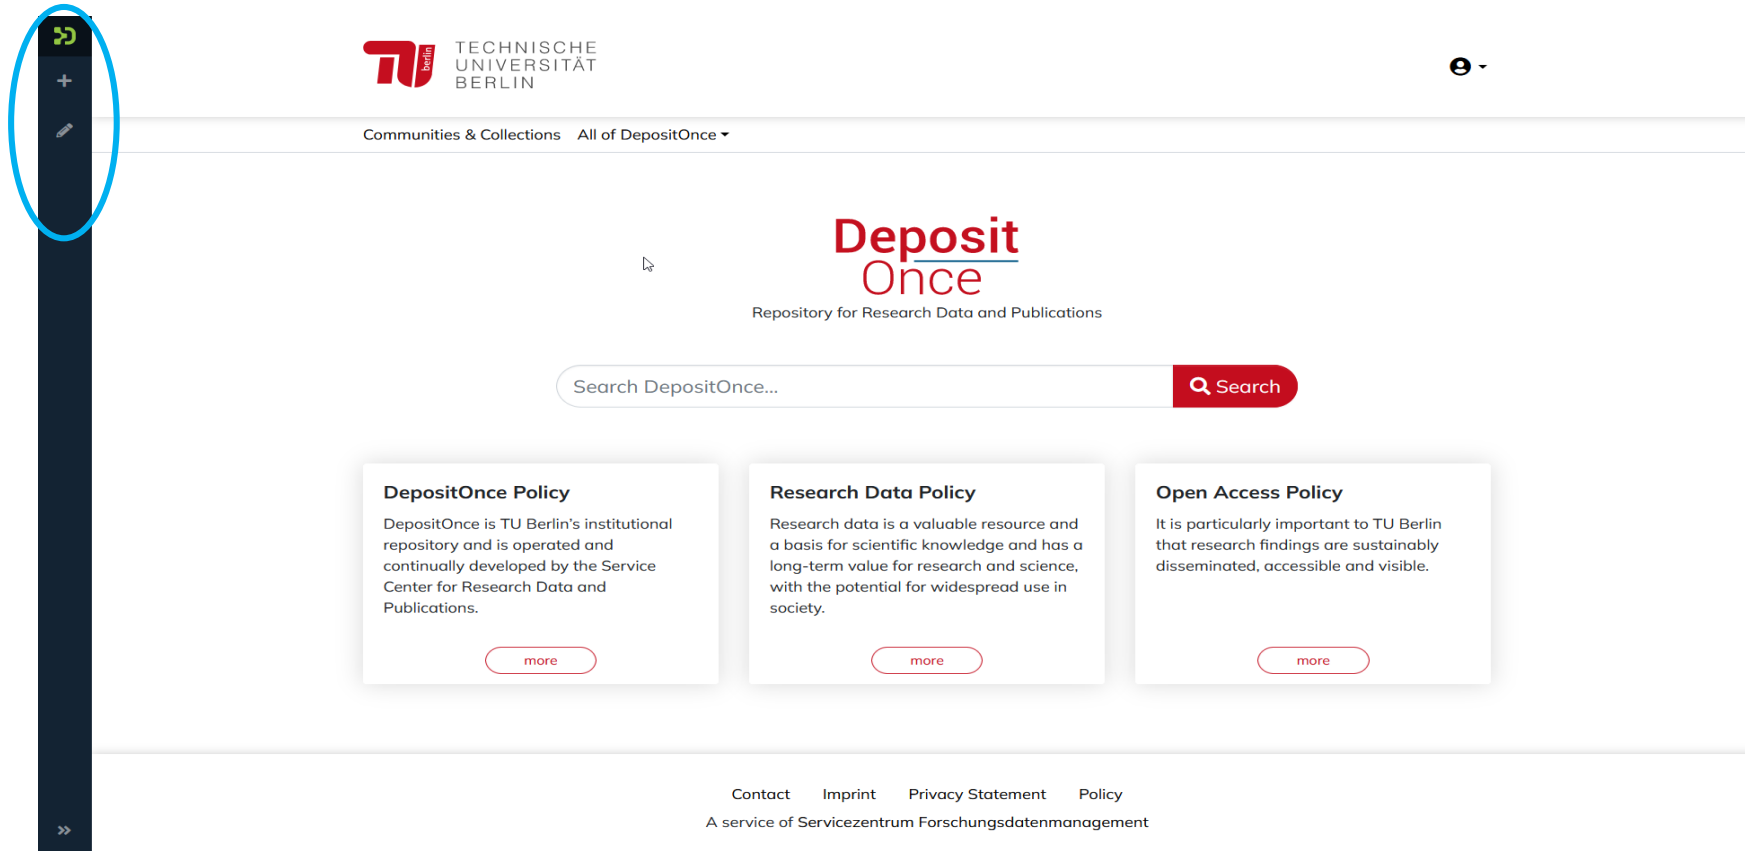 berlin
TECHNISCHE
UNIVERSITÄT
BERLIN
Communities & Collections All of DepositOnce
Deposit
Once
Repository for Research Data and Publications
Search DepositOnce...
Search
DepositOnce Policy
DepositOnce is TU Berlin's institutional
repository and is operated and
continually developed by the Service
Center for Research Data and
Publications.
more
Research Data Policy
Research data is a valuable resource and
a basis for scientific knowledge and has a
long-term value for research and science,
with the potential for widespread use in
society.
more
Open Access Policy
It is particularly important to TU Berlin
that research findings are sustainably
disseminated, accessible and visible.
more
Contact Imprint Privacy Statement Policy
A service of Servicezentrum Forschungsdatenmanagement